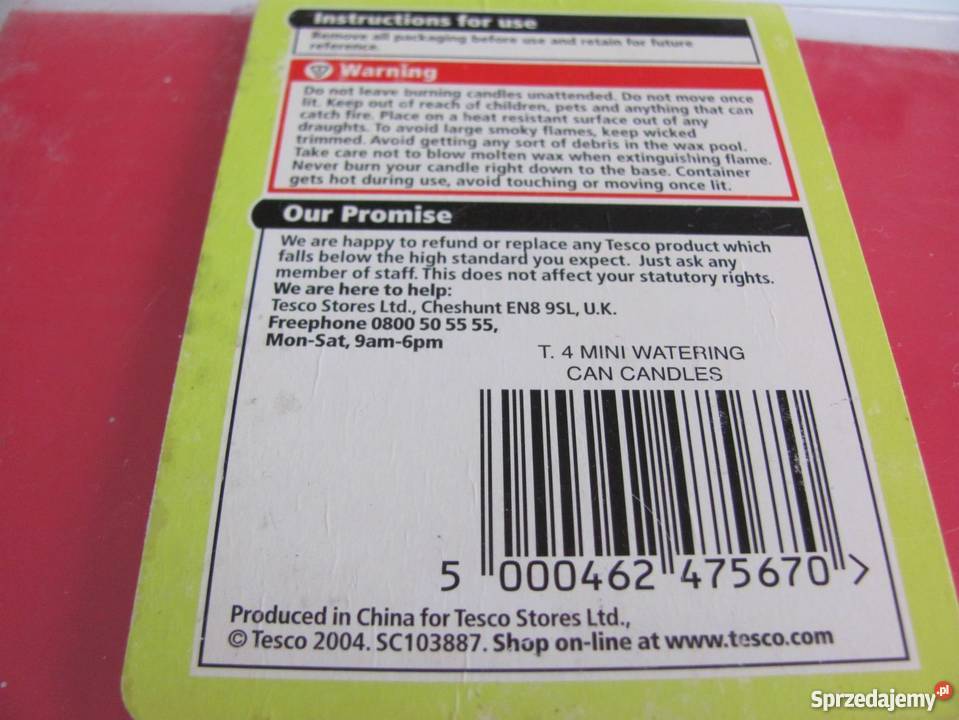 Instructions for use
Remove all packaging before use and retain for future
reference.
Warning
Do not leave burning candles unattended. Do not move once
lit. Keep out of reach of children, pets and anything that can
catch fire. Place on a heat resistant surface out of any
draughts. To avoid large smoky flames, keep wicked
trimmed. Avoid getting any sort of debris in the wax pool.
Take care not to blow molten wax when extinguishing flame.
Never burn your candle right down to the base. Container
gets hot during use, avoid touching or moving once lit.
Our Promise
We are happy to refund or replace any Tesco product which
falls below the high standard you expect. Just ask any
member of staff. This does not affect your statutory rights.
We are here to help:
Tesco Stores Ltd., Cheshunt EN8 9SL, U.K.
Freephone 0800 50 55 55,
Mon-Sat, 9am-6pm
T. 4 MINI WATERING
CAN CANDLES
5 000462 475670 >
Produced in China for Tesco Stores Ltd.,
© Tesco 2004. SC103887. Shop on-line at www.tesco.com
Sprzedajemy.pl